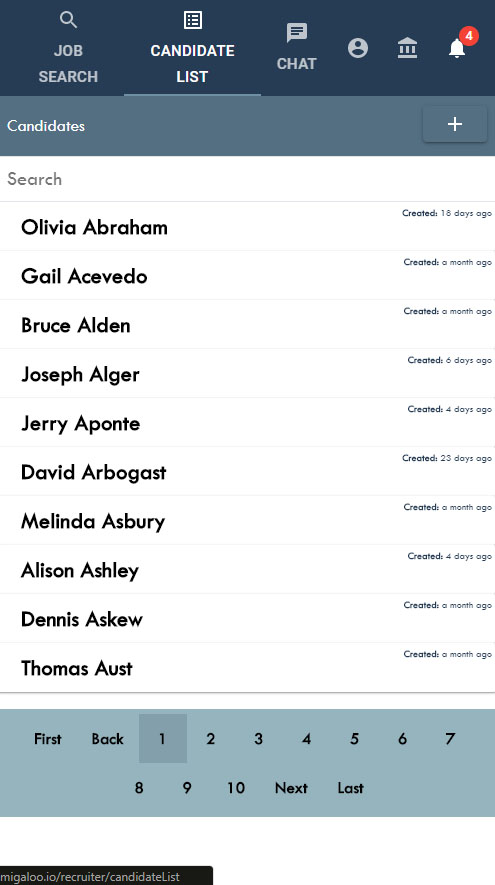 JOB SEARCH
CANDIDATE LIST
CHAT
4
Candidates
+
Search
Olivia Abraham
Created: 18 days ago
Gail Acevedo
Created: a month ago
Bruce Alden
Created: a month ago
Joseph Alger
Created: 6 days ago
Jerry Aponte
Created: 4 days ago
David Arbogast
Created: 23 days ago
Melinda Asbury
Created: a month ago
Alison Ashley
Created: 4 days ago
Dennis Askew
Created: a month ago
Thomas Aust
Created: a month ago
First Back 1 2 3 4 5 6 7
8 9 10 Next Last
migaloo.io/recruiter/candidateList